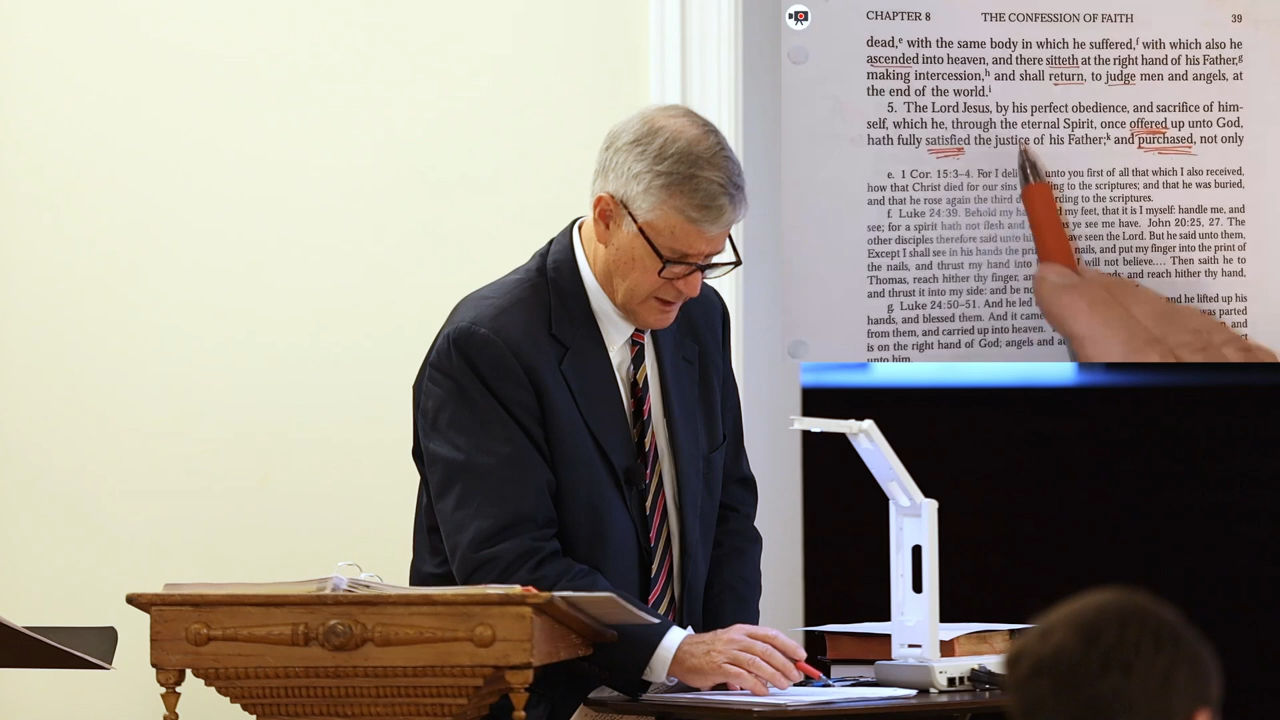 CHAPTER 8 THE CONFESSION OF FAITH 39
dead,e with the same body in which he suffered,f with which also he
ascended into heaven, and there sitteth at the right hand of his Father,g
making intercession,h and shall return, to judge men and angels, at
the end of the world.i
5. The Lord Jesus, by his perfect obedience, and sacrifice of him-
self, which he, through the eternal Spirit, once offered up unto God,
hath fully satisfied the justice of his Father;k and purchased, not only
e. 1 Cor. 15:3–4. For I deli unto you first of all that which I also received,
how that Christ died for our sins ding to the scriptures; and that he was buried,
and that he rose again the third d rding to the scriptures.
f. Luke 24:39. Behold my ha d my feet, that it is I myself: handle me, and
see; for a spirit hath not flesh and ye see me have. John 20:25, 27. The
other disciples therefore said unto ave seen the Lord. But he said unto them,
Except I shall see in his hands the nails, and put my finger into the print of
the nails, and thrust my hand into I will not believe.... Then saith he to
Thomas, reach hither thy finger, and reach hither thy hand,
and thrust it into my side: and be
g. Luke 24:50–51. And he led and he lifted up his
hands, and blessed them. And it came was parted
from them, and carried up into heaven. and
is on the right hand of God; angels and
unto him.